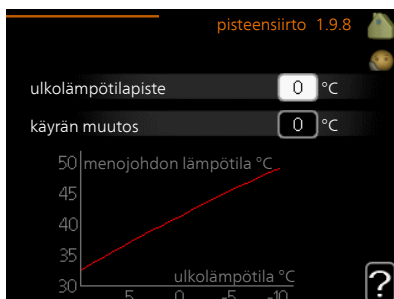 pisteensiirto 1.9.8
ulkolämpötilapiste 0 °C
käyrän muutos 0 °C
50 menojohdon lämpötila °C
45
40
35
ulkolämpötila °C
30
5 0 -5 -10
?